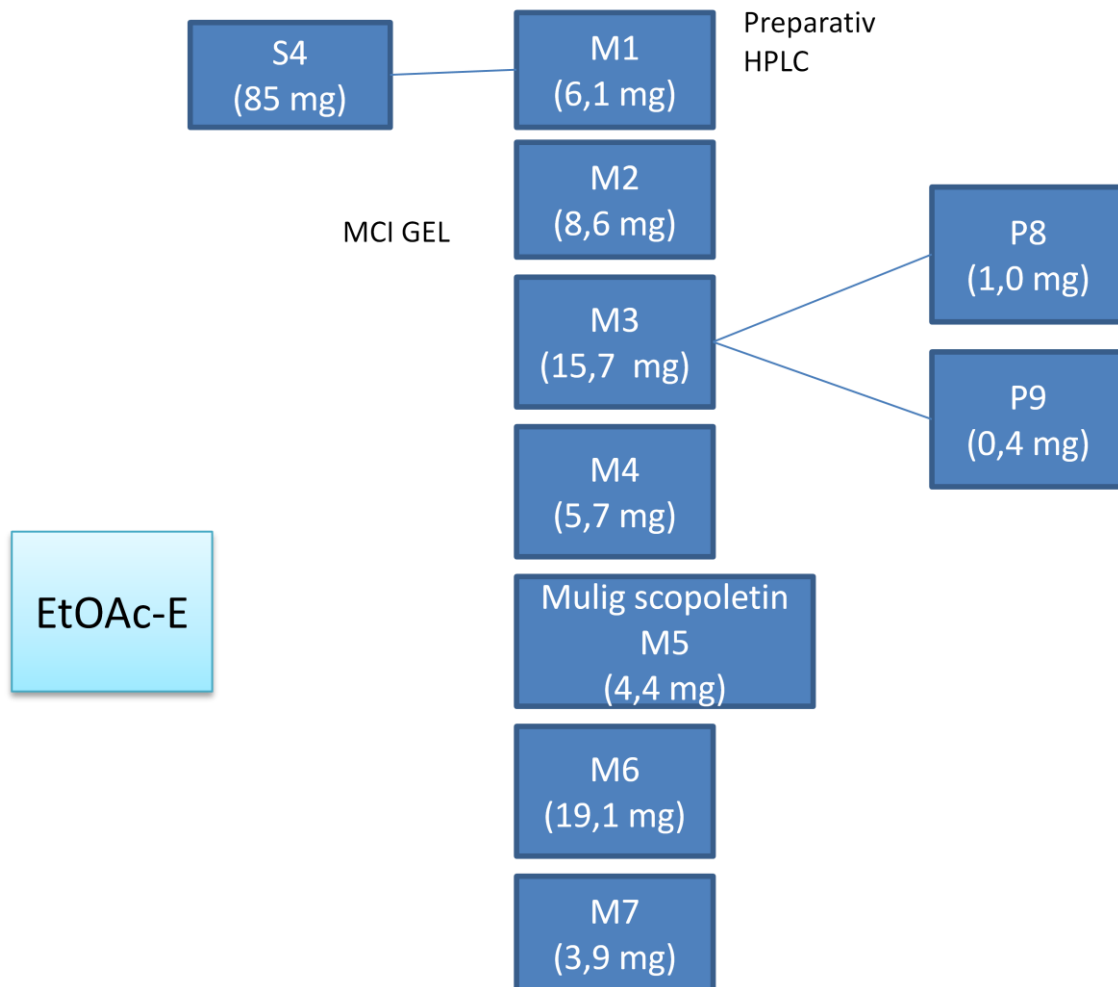 S4
(85 mg)
M1
(6,1 mg)
Preparativ
HPLC
M2
(8,6 mg)
MCI GEL
M3
(15,7  mg)
P8
(1,0 mg)
P9
(0,4 mg)
M4
(5,7 mg)
EtOAc-E
Mulig scopoletin
M5
(4,4 mg)
M6
(19,1 mg)
M7
(3,9 mg)